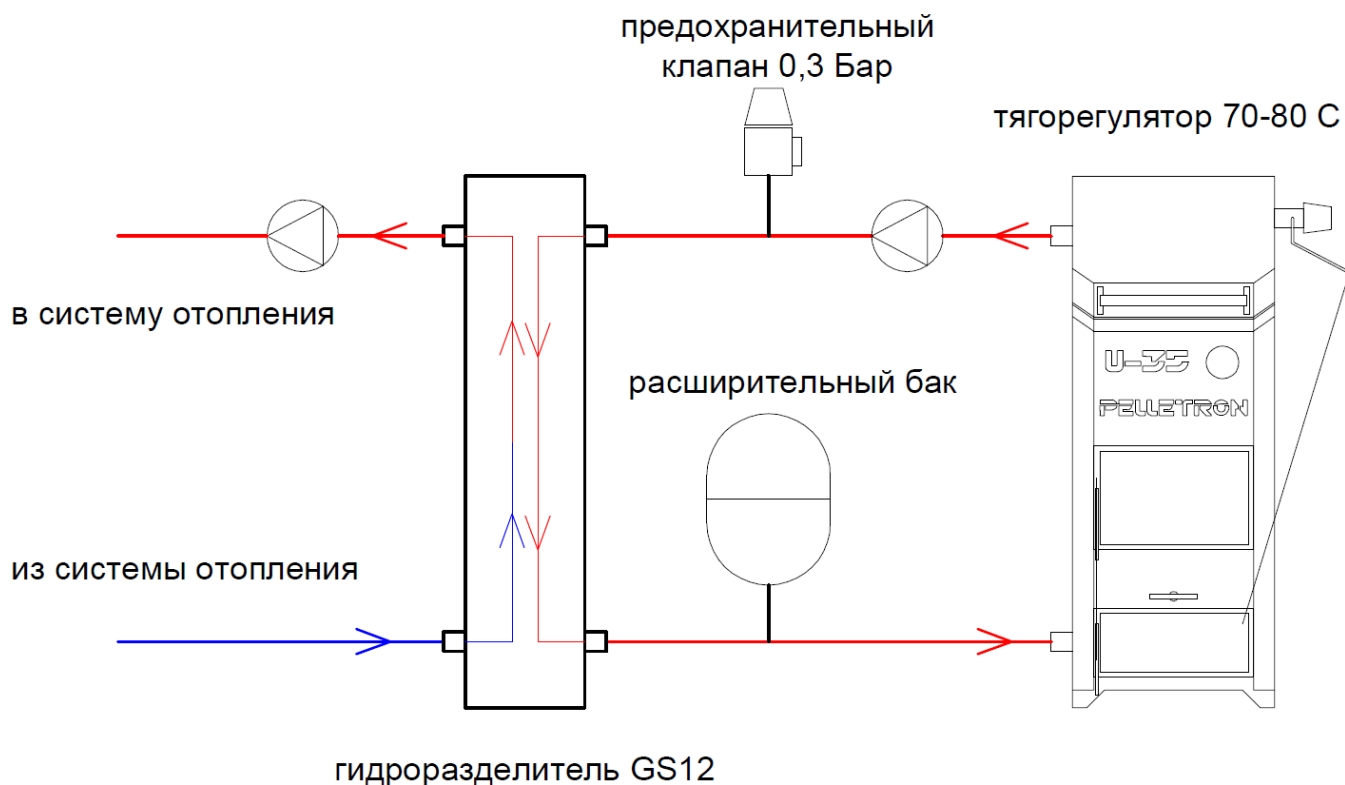 предохранительный
клапан 0,3 Бар
тягорегулятор 70-80 С
в систему отопления
U-35
PELLETRON
расширительный бак
из системы отопления
гидроразделитель GS12